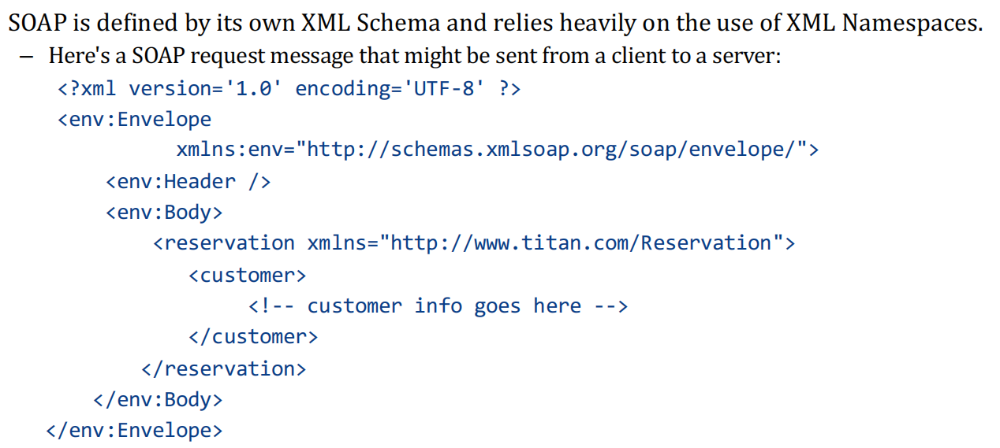 SOAP is defined by its own XML Schema and relies heavily on the use of XML Namespaces.
– Here's a SOAP request message that might be sent from a client to a server:
<?xml version='1.0' encoding='UTF-8' ?>
<env:Envelope
xmlns:env="http://schemas.xmlsoap.org/soap/envelope/">
<env:Header />
<env:Body>
<reservation xmlns="http://www.titan.com/Reservation">
<customer>
<!-- customer info goes here -->
</customer>
</reservation>
</env:Body>
</env:Envelope>